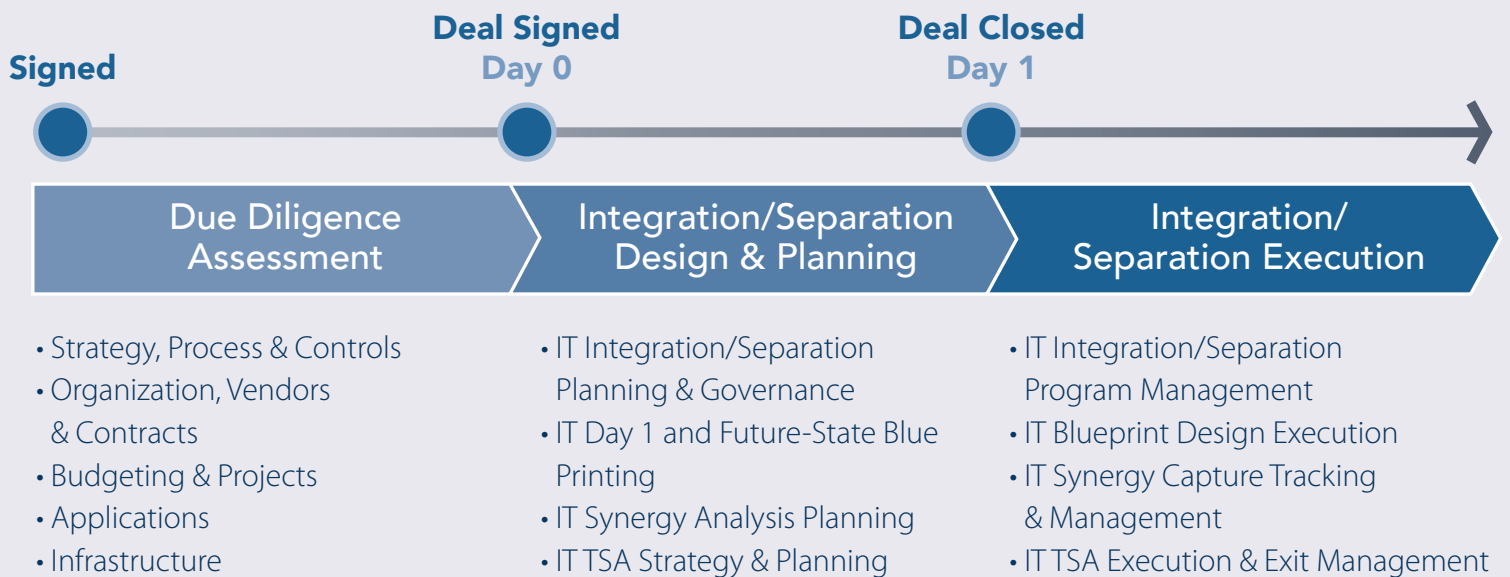 Signed
Deal Signed
Day 0
Deal Closed
Day 1
Due Diligence
Assessment
Integration/Separation
Design & Planning
Integration/
Separation Execution
• Strategy, Process & Controls
• Organization, Vendors
& Contracts
• Budgeting & Projects
• Applications
• Infrastructure
• IT Integration/Separation
Planning & Governance
• IT Day 1 and Future-State Blue
Printing
• IT Synergy Analysis Planning
• IT TSA Strategy & Planning
• IT Integration/Separation
Program Management
• IT Blueprint Design Execution
• IT Synergy Capture Tracking
& Management
• IT TSA Execution & Exit Management